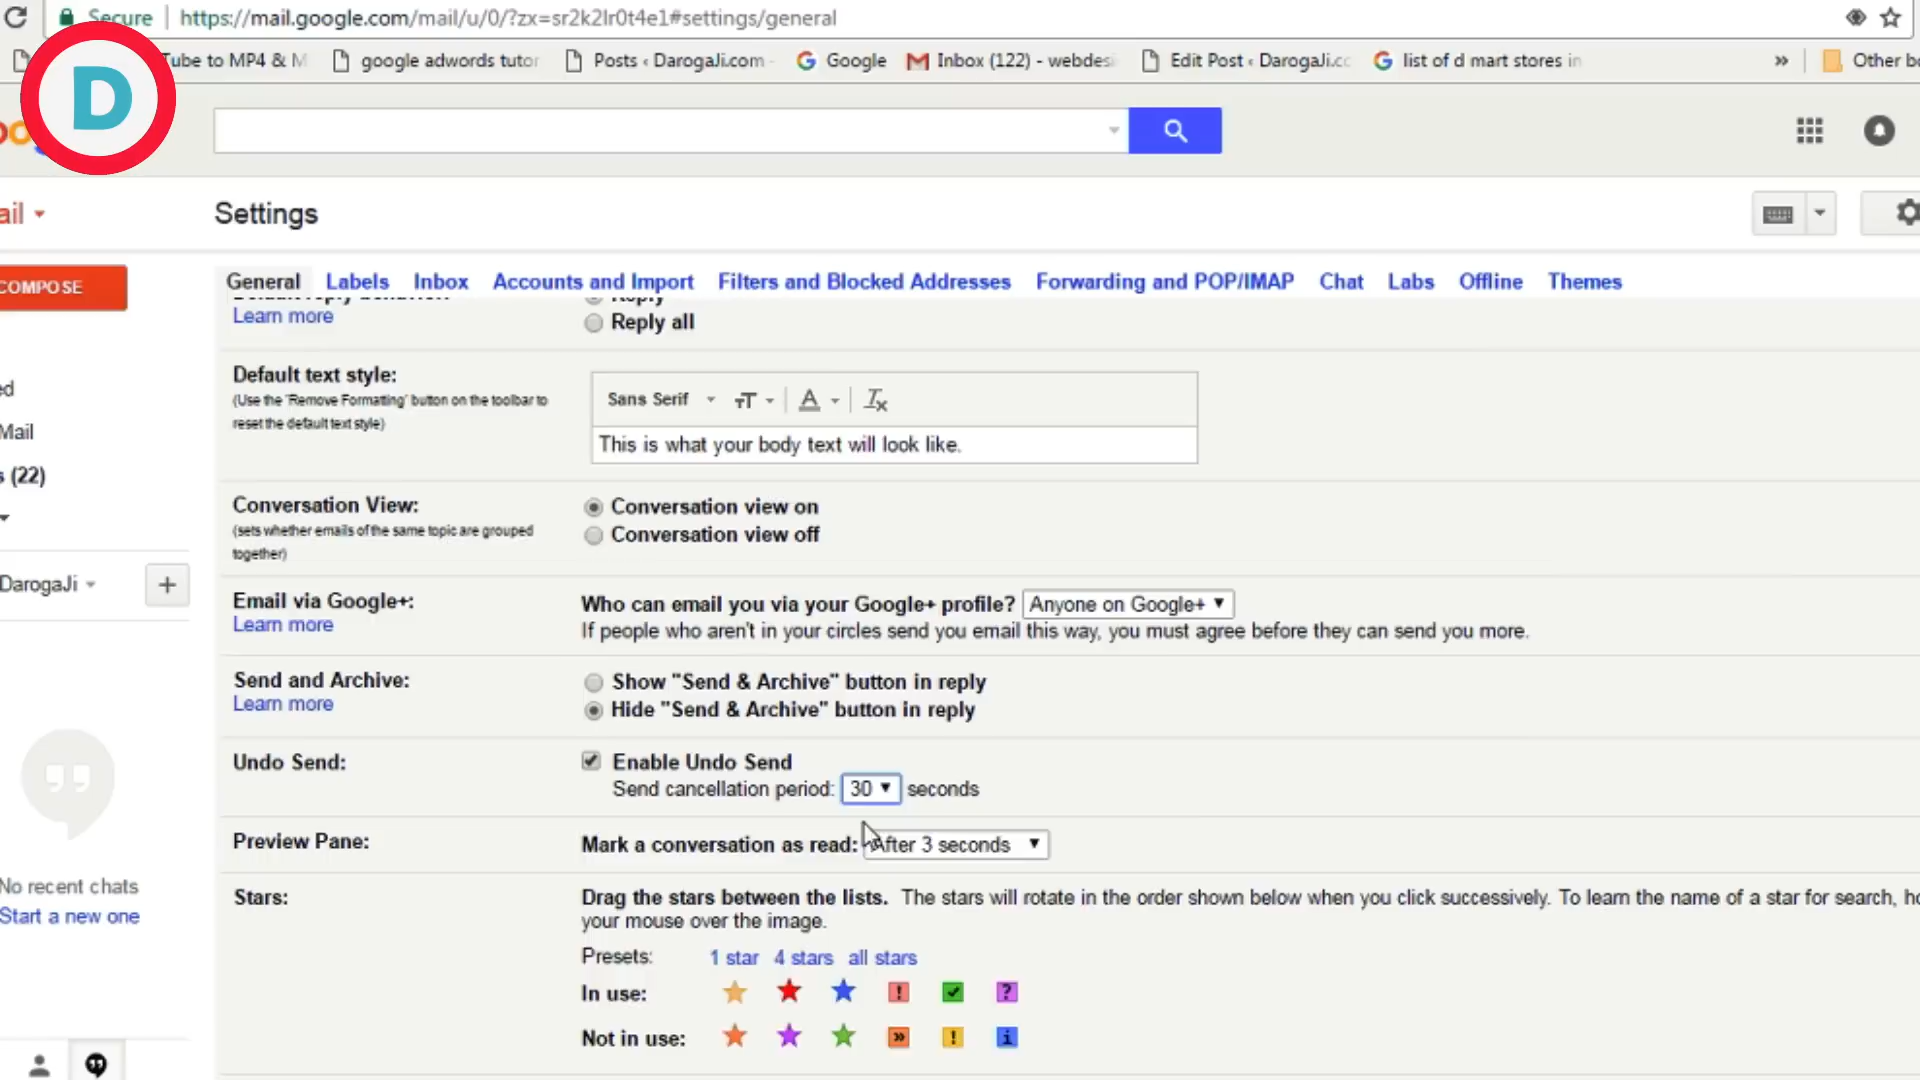 Secure https://mail.google.com/mail/u/0/?zx=sr2k2lr0t4e1#settings/general
Tube to MP4 & M google adwords tutor Posts ‹ DarogaJi.com - Google Inbox (122) - webdesi Edit Post ‹ DarogaJi.cc list of d mart stores in » Other bo
D
ail Settings
COMPOSE General Labels Inbox Accounts and Import Filters and Blocked Addresses Forwarding and POP/IMAP Chat Labs Offline Themes
Default reply behavior: Reply
Learn more Reply all
Default text style:
(Use the 'Remove Formatting' button on the toolbar to
reset the default text style)
Sans Serif
This is what your body text will look like.
ed
Mail
s (22)
Conversation View: Conversation view on
(sets whether emails of the same topic are grouped
together)
Conversation view off
DarogaJi +
Email via Google+: Who can email you via your Google+ profile? Anyone on Google+
Learn more If people who aren't in your circles send you email this way, you must agree before they can send you more.
Send and Archive: Show "Send & Archive" button in reply
Learn more Hide "Send & Archive" button in reply
Undo Send: Enable Undo Send
Send cancellation period: 30 seconds
Preview Pane: Mark a conversation as read: After 3 seconds
No recent chats
Start a new one
Stars: Drag the stars between the lists. The stars will rotate in the order shown below when you click successively. To learn the name of a star for search, ho
your mouse over the image.
Presets: 1 star 4 stars all stars
In use: ! ?
Not in use: » ! i